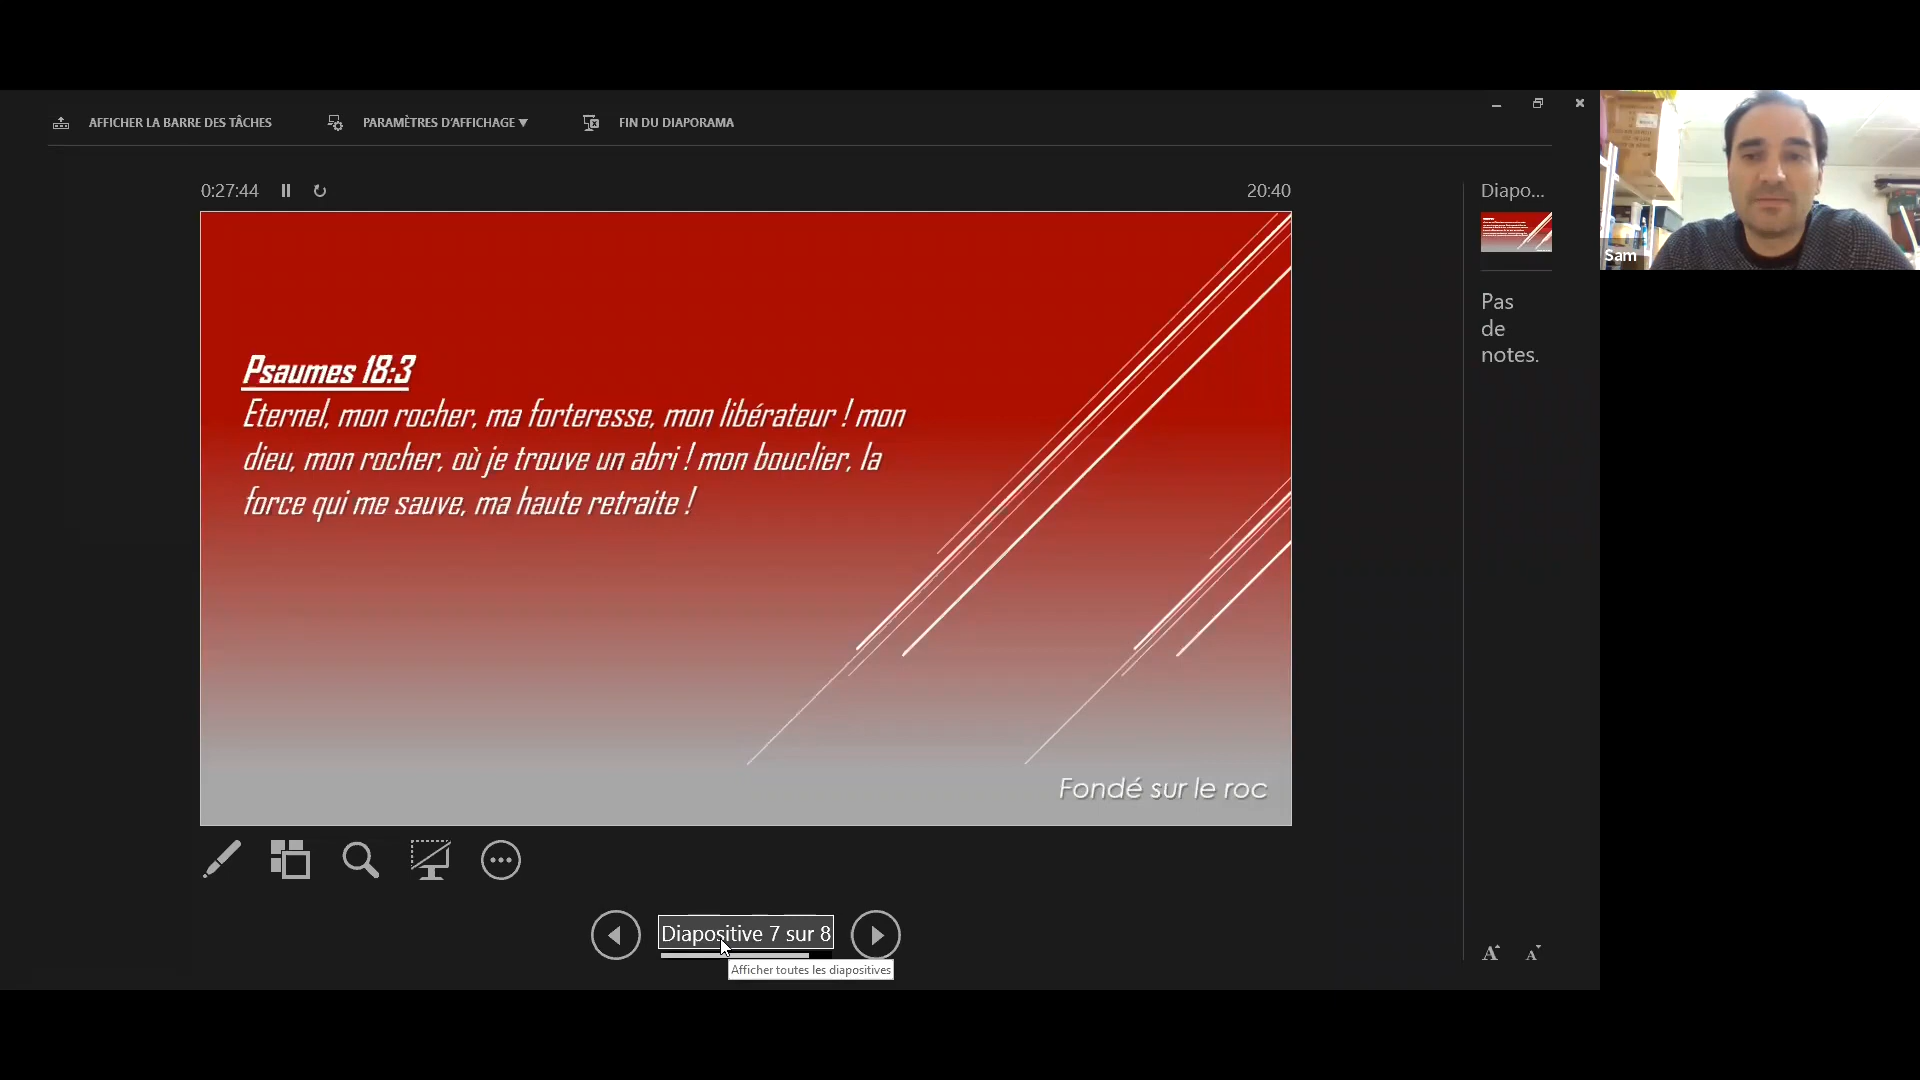 AFFICHER LA BARRE DES TÂCHES
PARAMÈTRES D'AFFICHAGE ▼
FIN DU DIAPORAMA
0:27:44
20:40
Psaumes 18:3
Eternel, mon rocher, ma forteresse, mon libérateur ! mon
dieu, mon rocher, où je trouve un abri ! mon bouclier, la
force qui me sauve, ma haute retraite !
Fondé sur le roc
Diapositive 7 sur 8
Afficher toutes les diapositives
Diapo...
Pas
de
notes.
A A
Sam